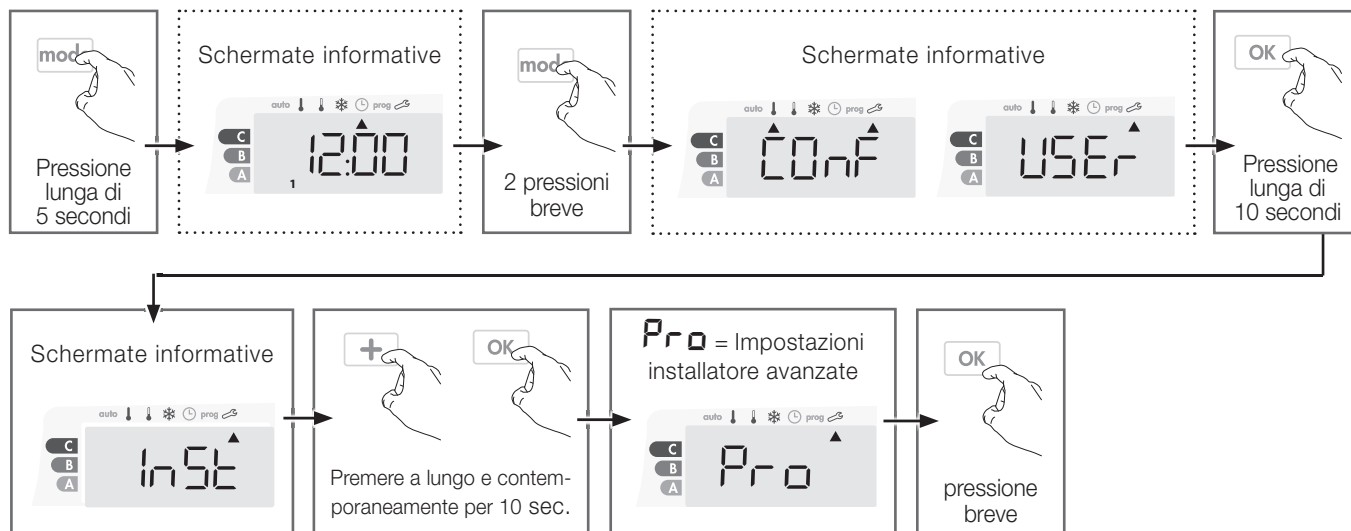 mod
Pressione
lunga di
5 secondi
Schermate informative
auto prog
C
B
A
12:00
1
mod
2 pressioni
breve
Schermate informative
auto prog
C
B
A
COnF
auto prog
C
B
A
USEr
OK
Pressione
lunga di
10 secondi
Schermate informative
auto prog
C
B
A
InSt
+
OK
Premere a lungo e contem-
poraneamente per 10 sec.
Pro = Impostazioni
installatore avanzate
auto prog
C
B
A
Pro
OK
pressione
breve